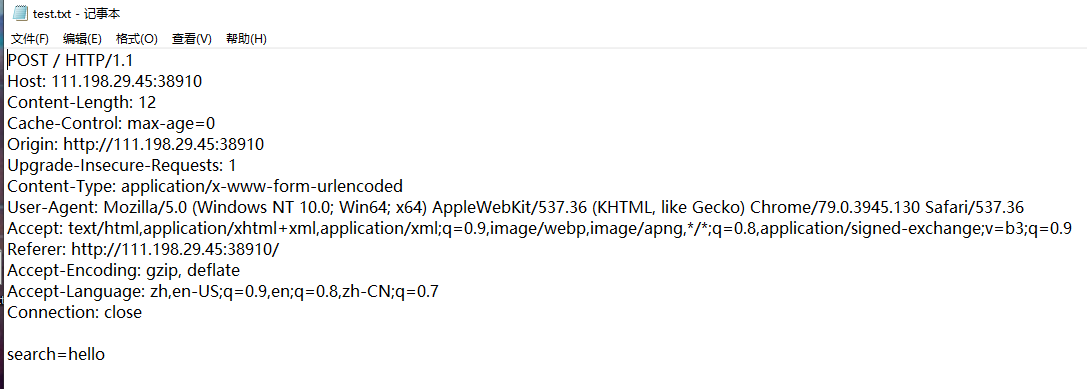 test.txt - 记事本
文件(F) 编辑(E) 格式(O) 查看(V) 帮助(H)
POST / HTTP/1.1
Host: 111.198.29.45:38910
Content-Length: 12
Cache-Control: max-age=0
Origin: http://111.198.29.45:38910
Upgrade-Insecure-Requests: 1
Content-Type: application/x-www-form-urlencoded
User-Agent: Mozilla/5.0 (Windows NT 10.0; Win64; x64) AppleWebKit/537.36 (KHTML, like Gecko) Chrome/79.0.3945.130 Safari/537.36
Accept: text/html,application/xhtml+xml,application/xml;q=0.9,image/webp,image/apng,*/*;q=0.8,application/signed-exchange;v=b3;q=0.9
Referer: http://111.198.29.45:38910/
Accept-Encoding: gzip, deflate
Accept-Language: zh,en-US;q=0.9,en;q=0.8,zh-CN;q=0.7
Connection: close
search=hello